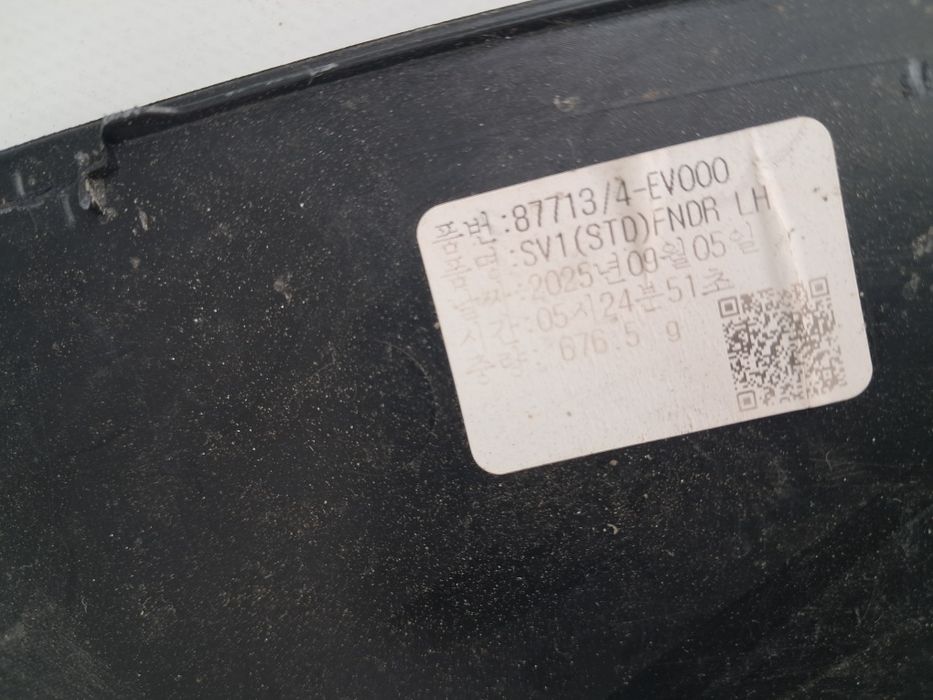 품번:87713/4-EV000
품명:SV1(STD)FNDR LH
날짜:2025년09월05일
시간:05시24분51초
중량: 676.5 g